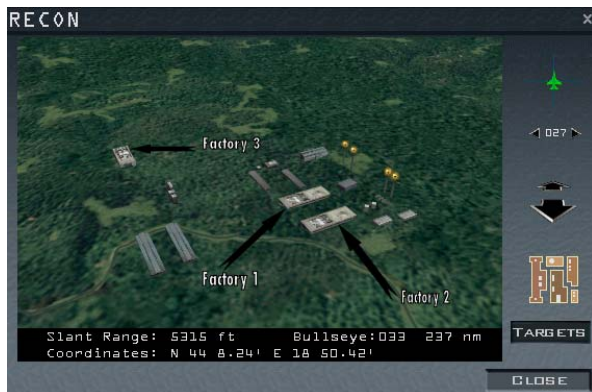 RECON
x
Factory 3
027
Factory 1
Factory 2
Slant Range: 5315 ft Bullseye:033 237 nm
Coordinates: N 44 8.24' E 18 50.42'
TARGETS
CLOSE